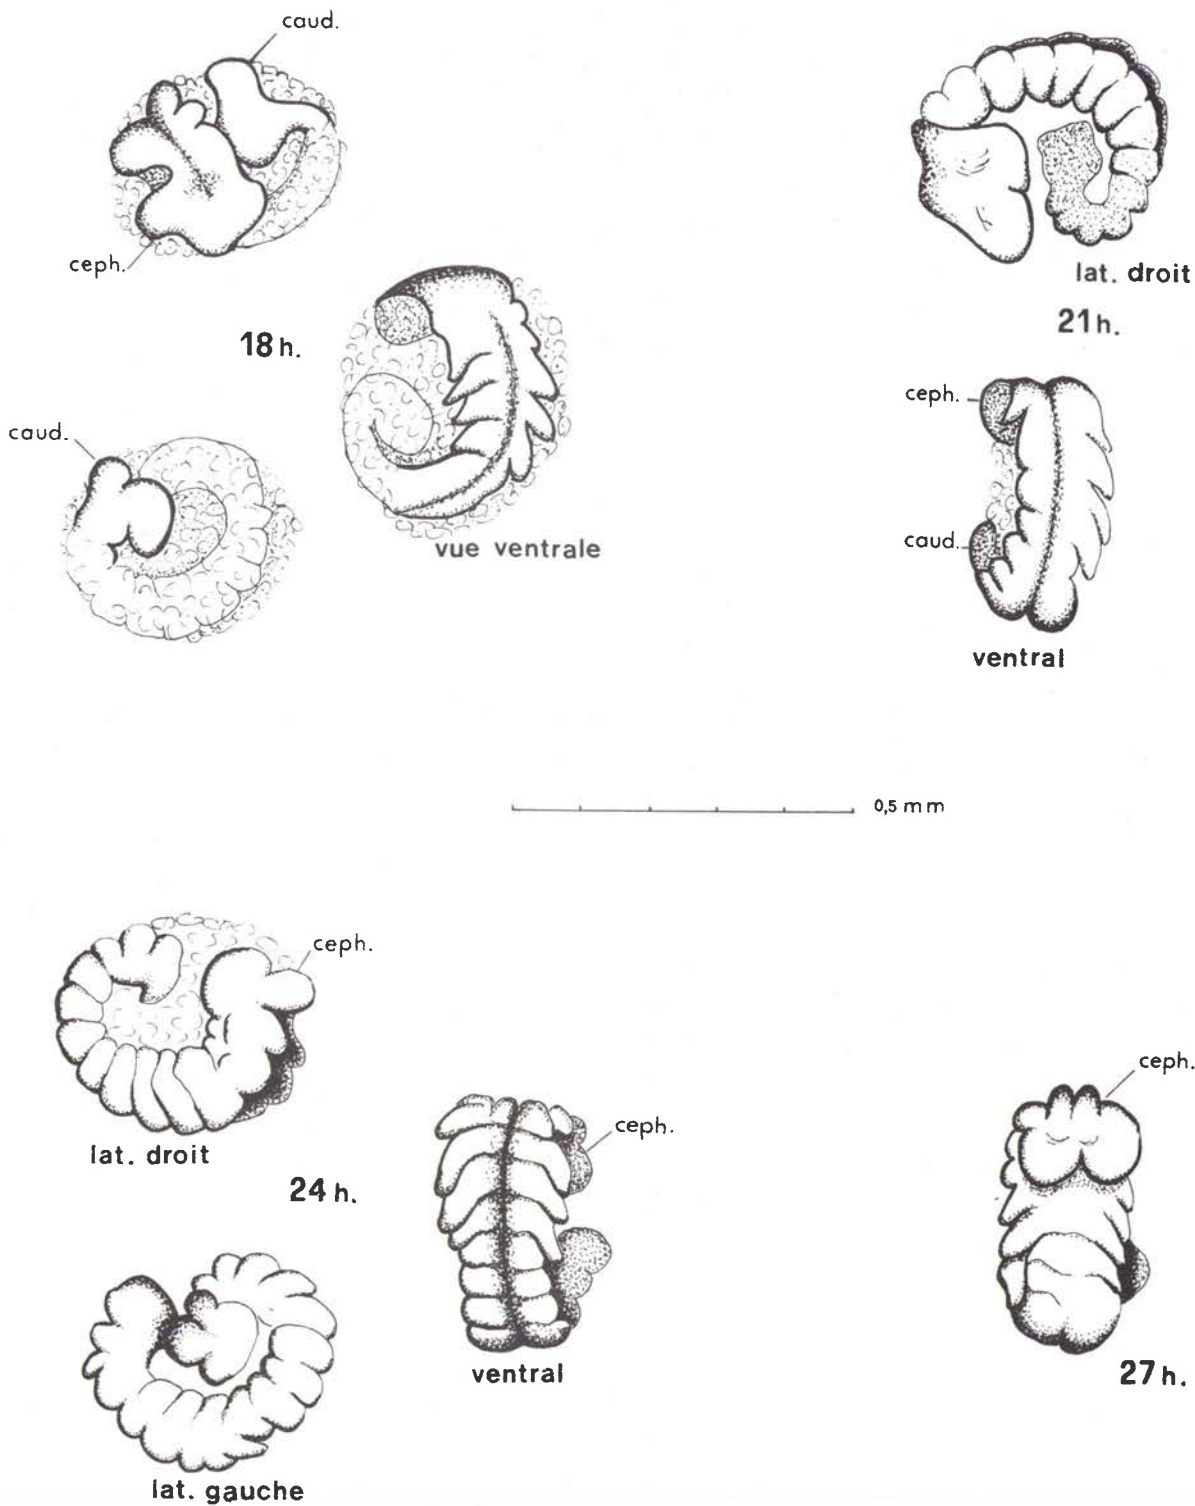 caud.
ceph.
18 h.
caud.
vue ventrale
lat. droit
21 h.
ceph.
caud.
ventral
0,5 mm
ceph.
lat. droit
24 h.
ceph.
ventral
lat. gauche
ceph.
27 h.